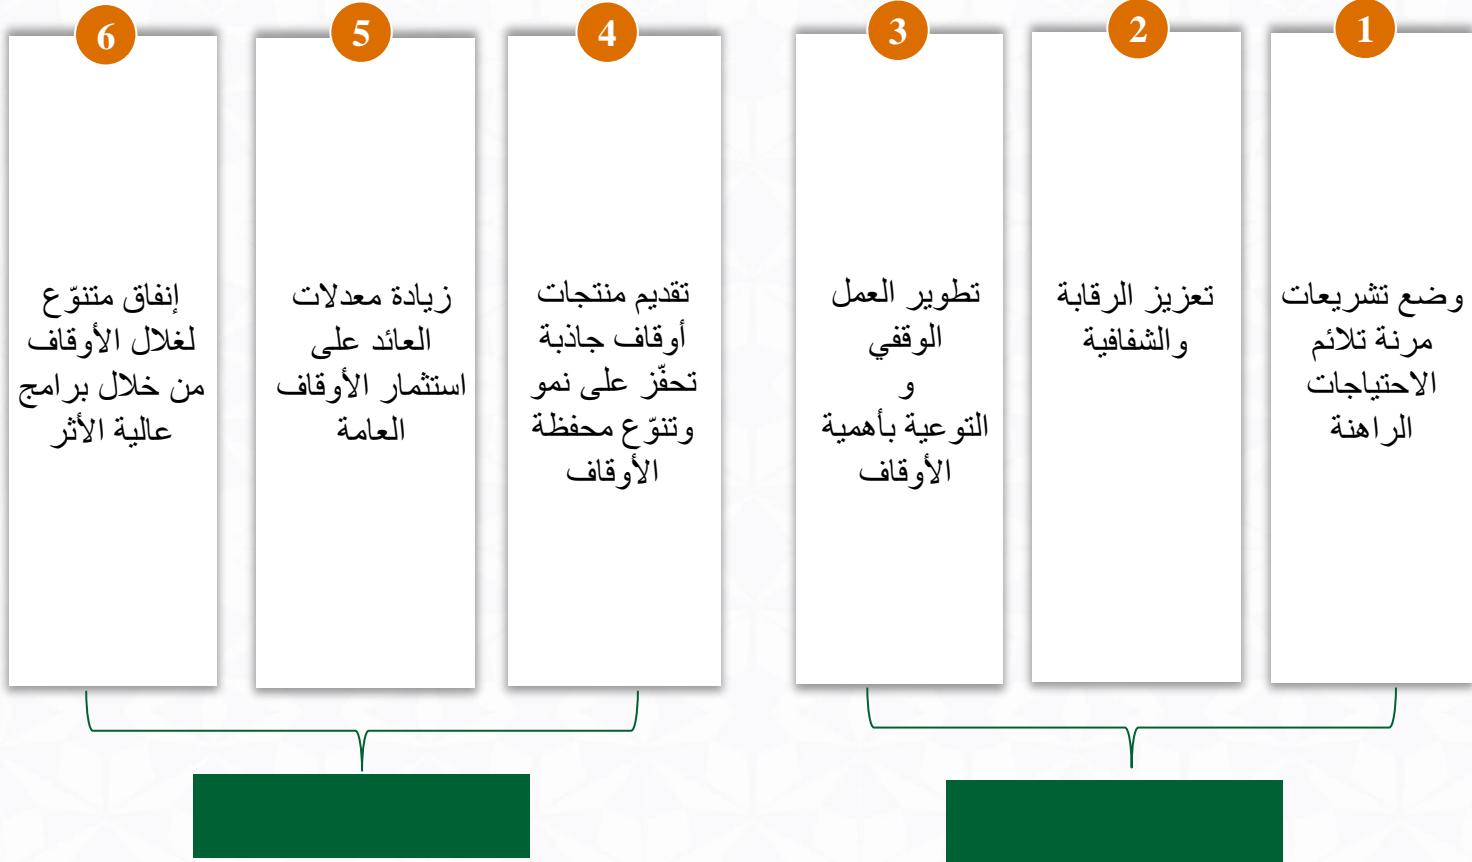 1
وضع تشريعات
مرنة تلائم
الاحتياجات
الراهنة
2
تعزيز الرقابة
والشفافية
3
تطوير العمل
الوقفي
و
التوعية بأهمية
الأوقاف
4
تقديم منتجات
أوقاف جاذبة
تحفّز على نمو
وتنوّع محفظة
الأوقاف
5
زيادة معدلات
العائد على
استثمار الأوقاف
العامة
6
إنفاق متنوّع
لغلال الأوقاف
من خلال برامج
عالية الأثر